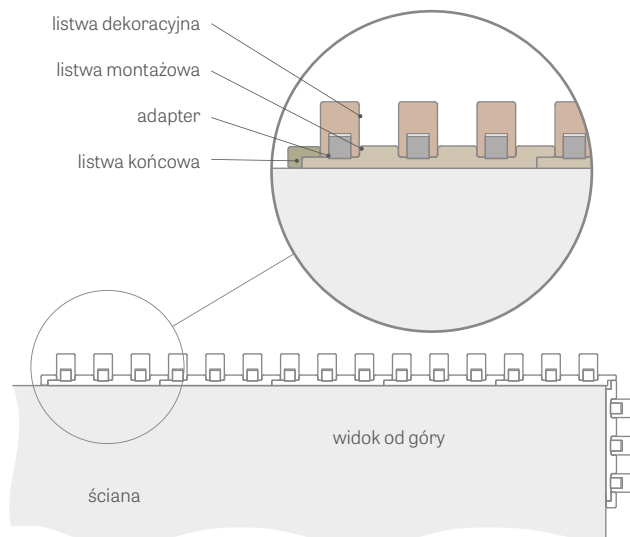 listwa dekoracyjna
listwa montażowa
adapter
listwa końcowa
widok od góry
ściana